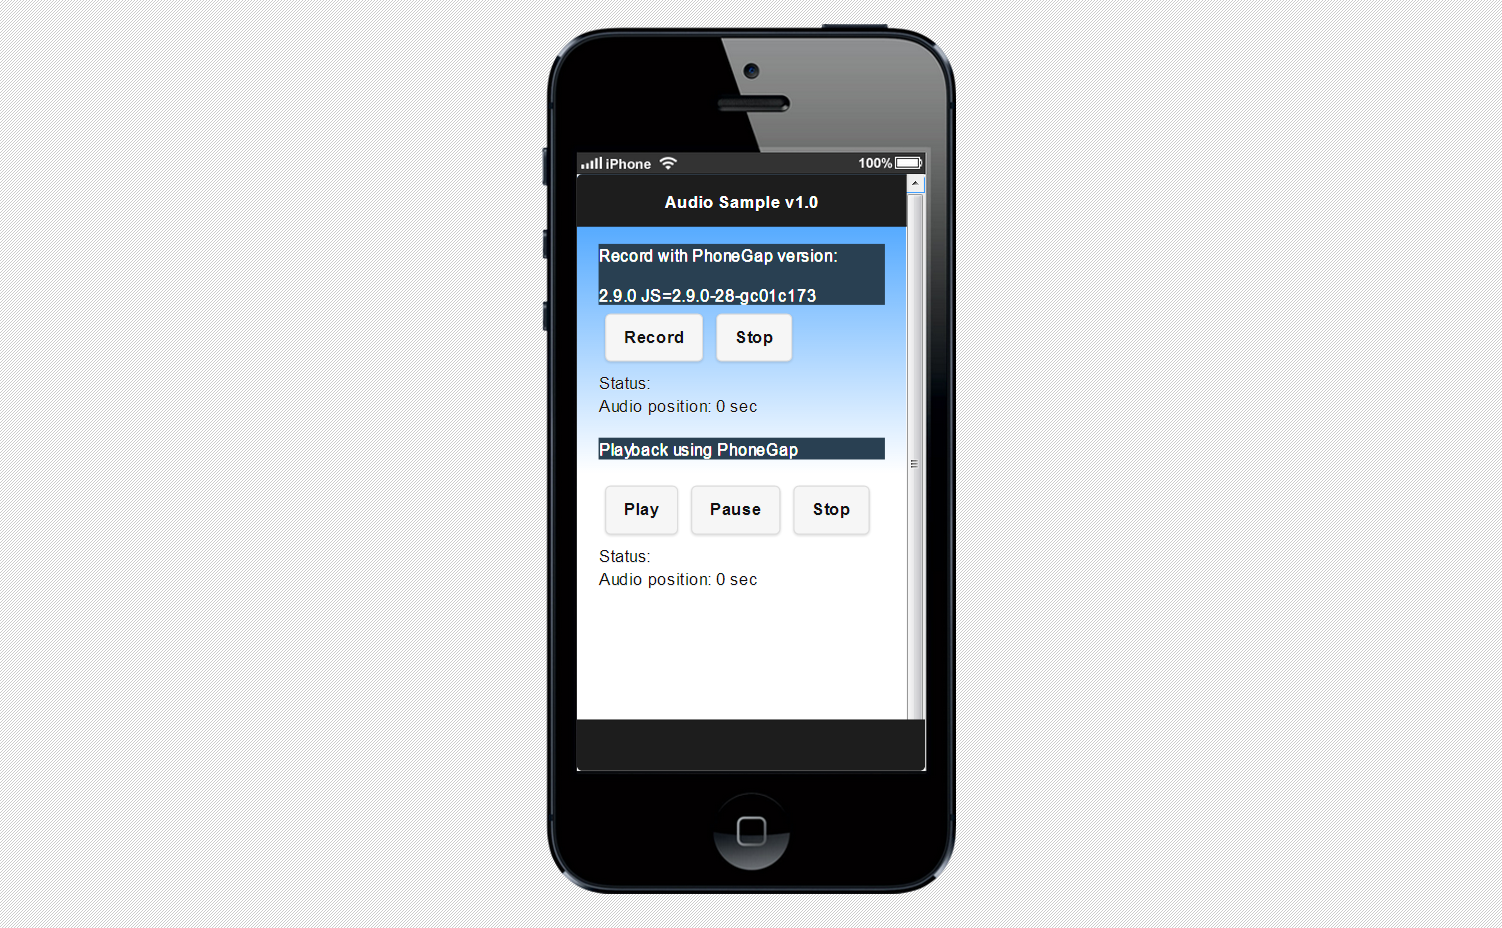 iPhone 100%
Audio Sample v1.0
Record with PhoneGap version:
2.9.0 JS=2.9.0-28-gc01c173
Record Stop
Status:
Audio position: 0 sec
Playback using PhoneGap
Play Pause Stop
Status:
Audio position: 0 sec